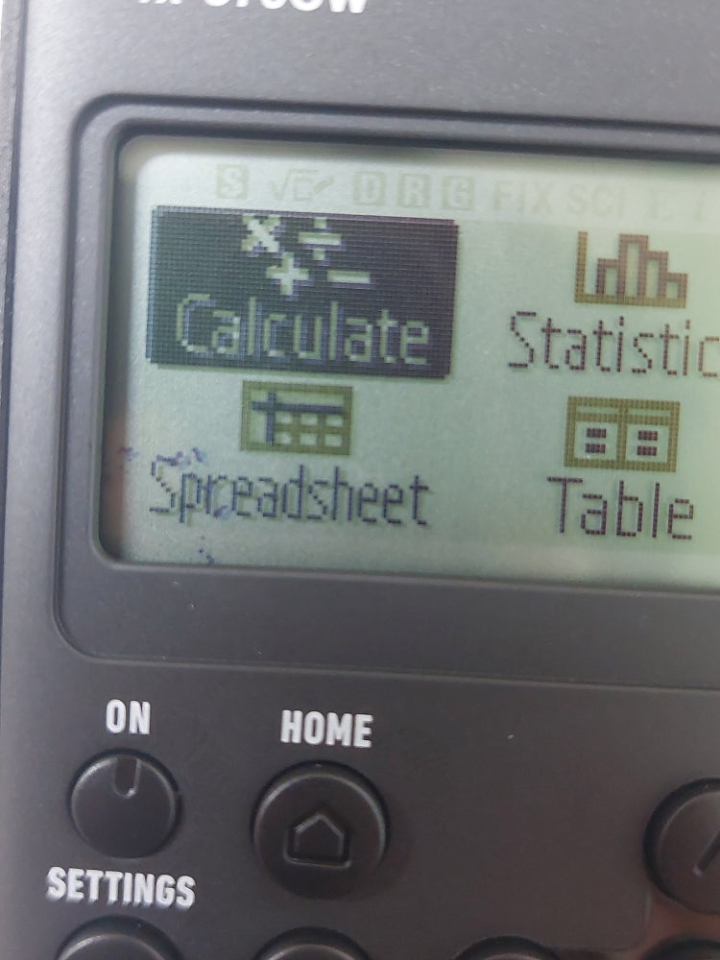 S √ D R G FIX SCI E
Calculate Statistic
Spreadsheet Table
ON HOME
SETTINGS